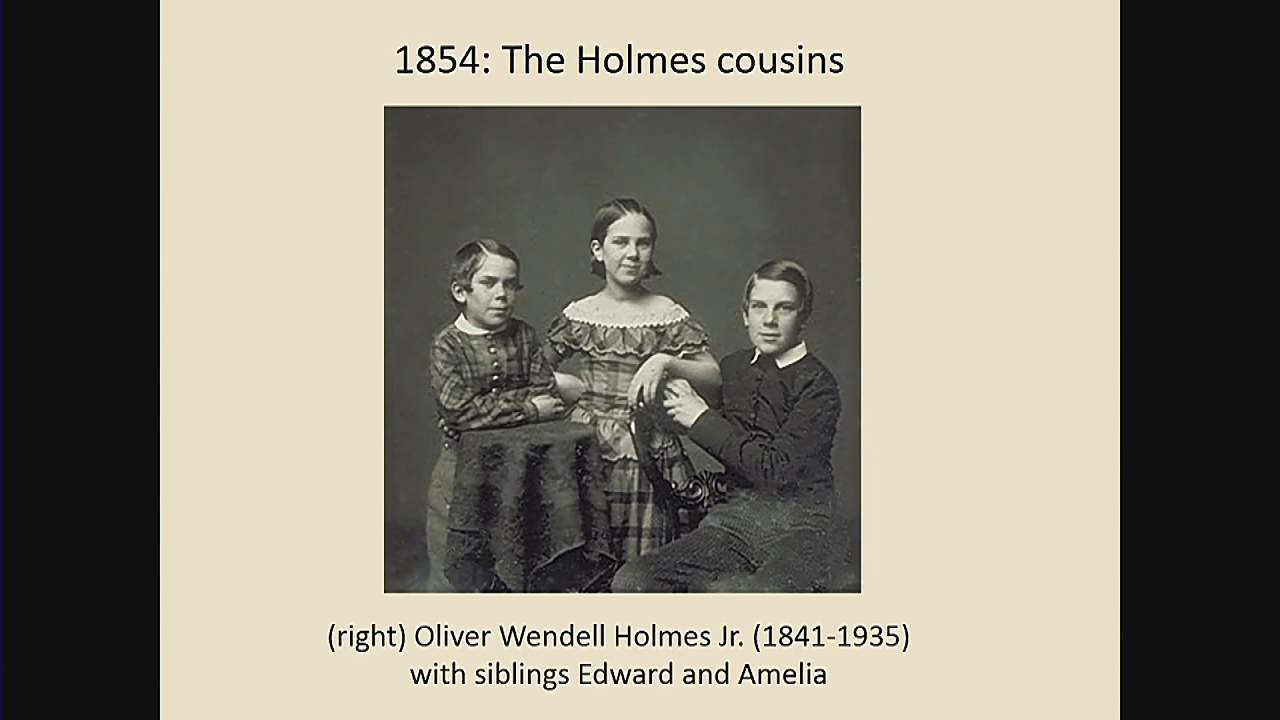 1854: The Holmes cousins
(right) Oliver Wendell Holmes Jr. (1841-1935)
with siblings Edward and Amelia